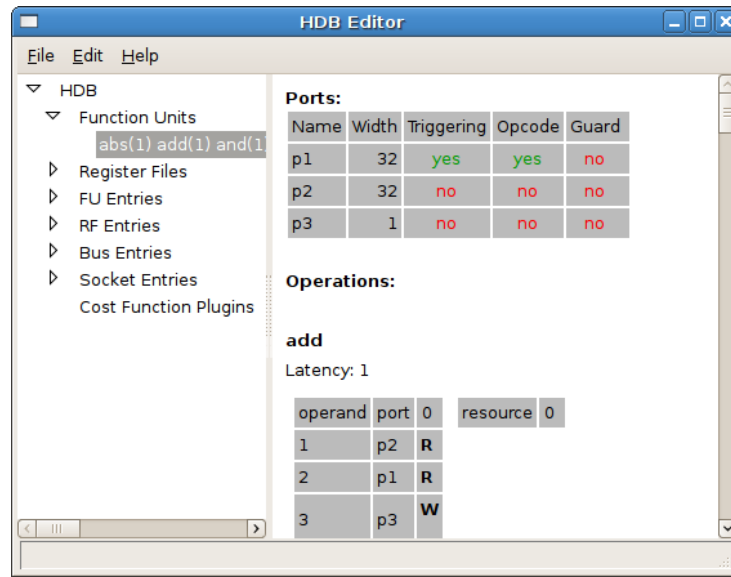 HDB Editor
File Edit Help
HDB
Function Units
abs(1) add(1) and(1
Register Files
FU Entries
RF Entries
Bus Entries
Socket Entries
Cost Function Plugins
Ports:
Name Width Triggering Opcode Guard
p1 32 yes yes no
p2 32 no no no
p3 1 no no no
Operations:
add
Latency: 1
operand port 0 resource 0
1 p2 R
2 p1 R
3 p3 W